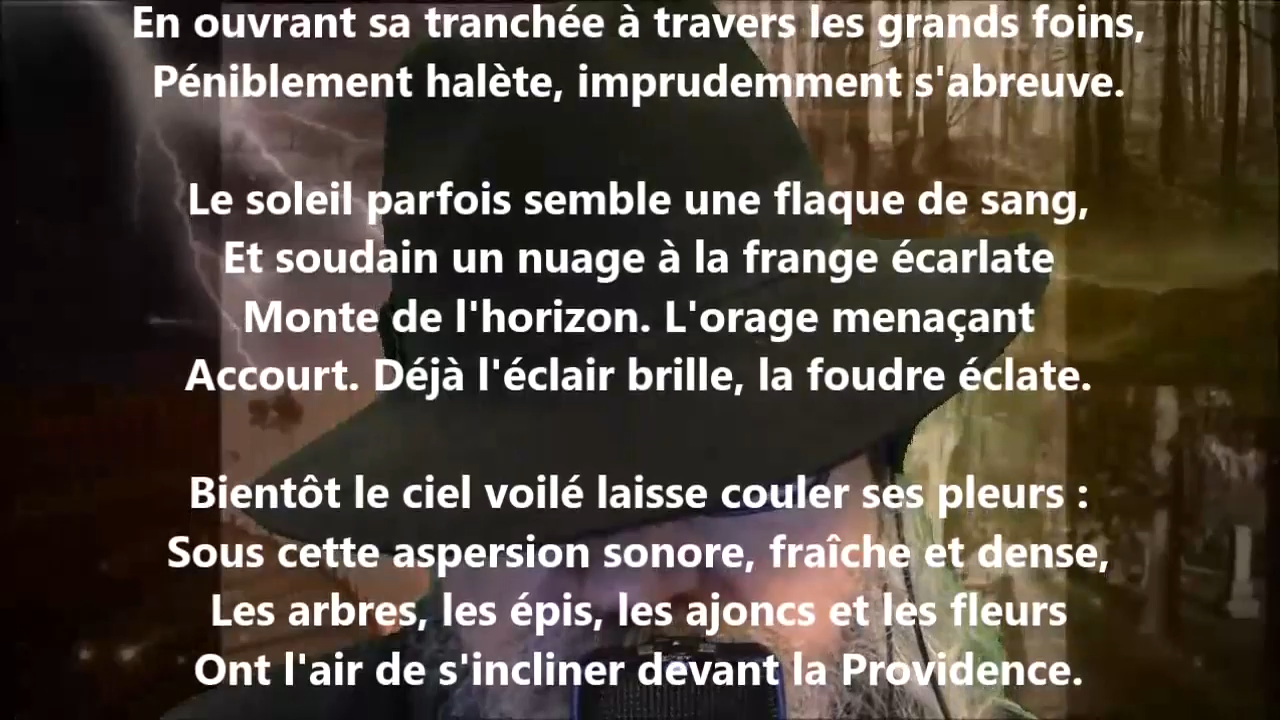 En ouvrant sa tranchée à travers les grands foins,
Péniblement halète, imprudemment s'abreuve.
Le soleil parfois semble une flaque de sang,
Et soudain un nuage à la frange écarlate
Monte de l'horizon. L'orage menaçant
Accourt. Déjà l'éclair brille, la foudre éclate.
Bientôt le ciel voilé laisse couler ses pleurs :
Sous cette aspersion sonore, fraîche et dense,
Les arbres, les épis, les ajoncs et les fleurs
Ont l'air de s'incliner devant la Providence.